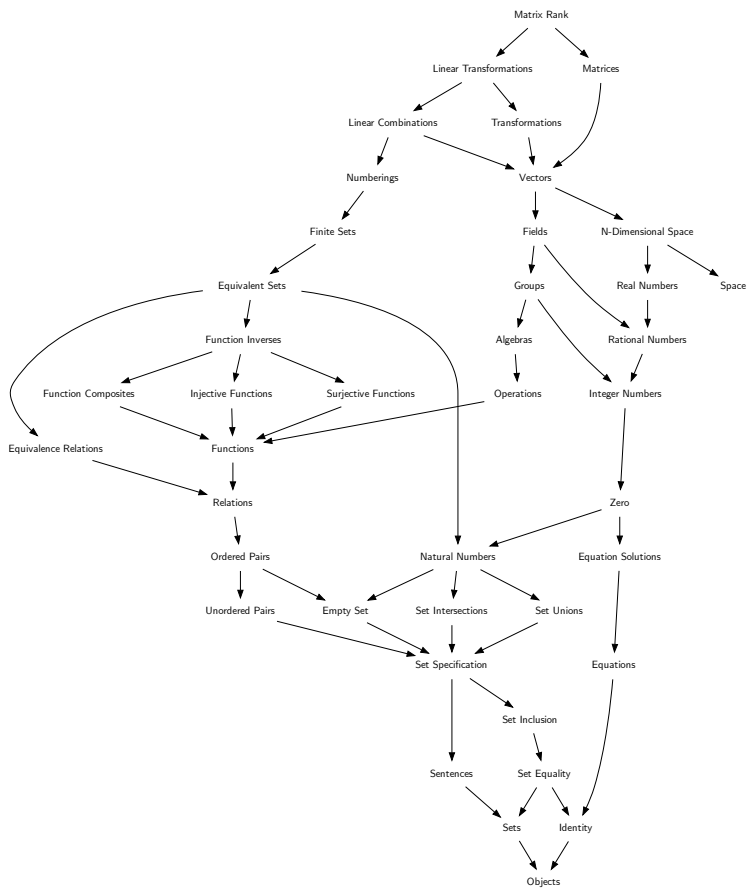 Matrix Rank
Linear Transformations
Matrices
Linear Combinations
Transformations
Numberings
Vectors
Finite Sets
Fields
N-Dimensional Space
Equivalent Sets
Groups
Real Numbers
Space
Function Inverses
Algebras
Rational Numbers
Function Composites
Injective Functions
Surjective Functions
Operations
Integer Numbers
Equivalence Relations
Functions
Relations
Zero
Ordered Pairs
Natural Numbers
Equation Solutions
Unordered Pairs
Empty Set
Set Intersections
Set Unions
Set Specification
Equations
Set Inclusion
Sentences
Set Equality
Sets
Identity
Objects